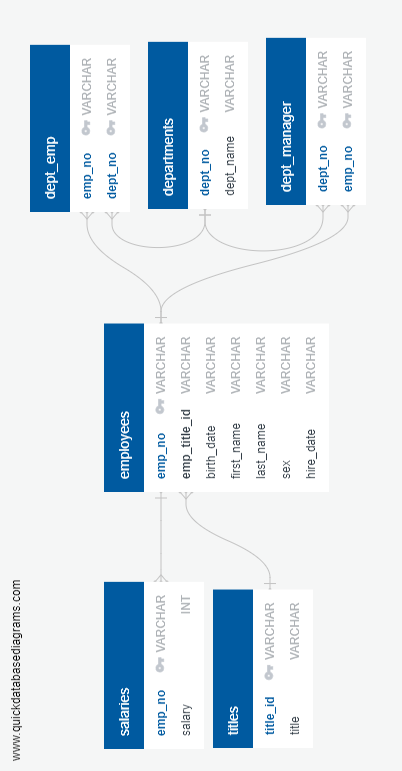 www.quickdatabasediagrams.com
salaries
emp_no VARCHAR
salary INT
titles
title_id VARCHAR
title VARCHAR
employees
emp_no VARCHAR
emp_title_id VARCHAR
birth_date VARCHAR
first_name VARCHAR
last_name VARCHAR
sex VARCHAR
hire_date VARCHAR
dept_emp
emp_no VARCHAR
dept_no VARCHAR
departments
dept_no VARCHAR
dept_name VARCHAR
dept_manager
dept_no VARCHAR
emp_no VARCHAR